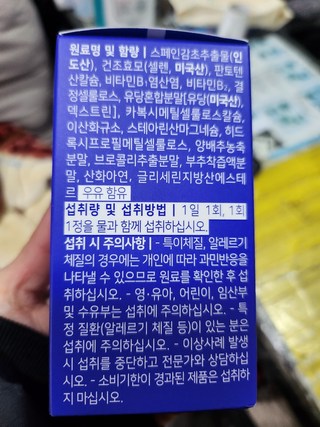 원료명 및 함량 | 스페인감초추출물(인
도산), 건조효모(셀렌, 미국산), 판토텐
산칼슘, 비타민B₁염산염, 비타민B₂, 결
정셀룰로스, 유당혼합분말[유당(미국산),
덱스트린], 카복시메틸셀룰로스칼슘,
이산화규소, 스테아린산마그네슘, 히드
록시프로필메틸셀룰로스, 양배추농축
분말, 브로콜리추출분말, 부추착즙액분
말, 산화아연, 글리세린지방산에스테
르 우유 함유
섭취량 및 섭취방법 | 1일 1회, 1회
1정을 물과 함께 섭취하십시오.
섭취 시 주의사항 | - 특이체질, 알레르기
체질의 경우에는 개인에 따라 과민반응을
나타낼 수 있으므로 원료를 확인한 후 섭
취하십시오. - 영·유아, 어린이, 임산부
및 수유부는 섭취에 주의하십시오. - 특
정 질환(알레르기 체질 등)이 있는 분은
섭취에 주의하십시오. - 이상사례 발생
시 섭취를 중단하고 전문가와 상담하십
시오. - 소비기한이 경과된 제품은 섭취하
지 마십시오.